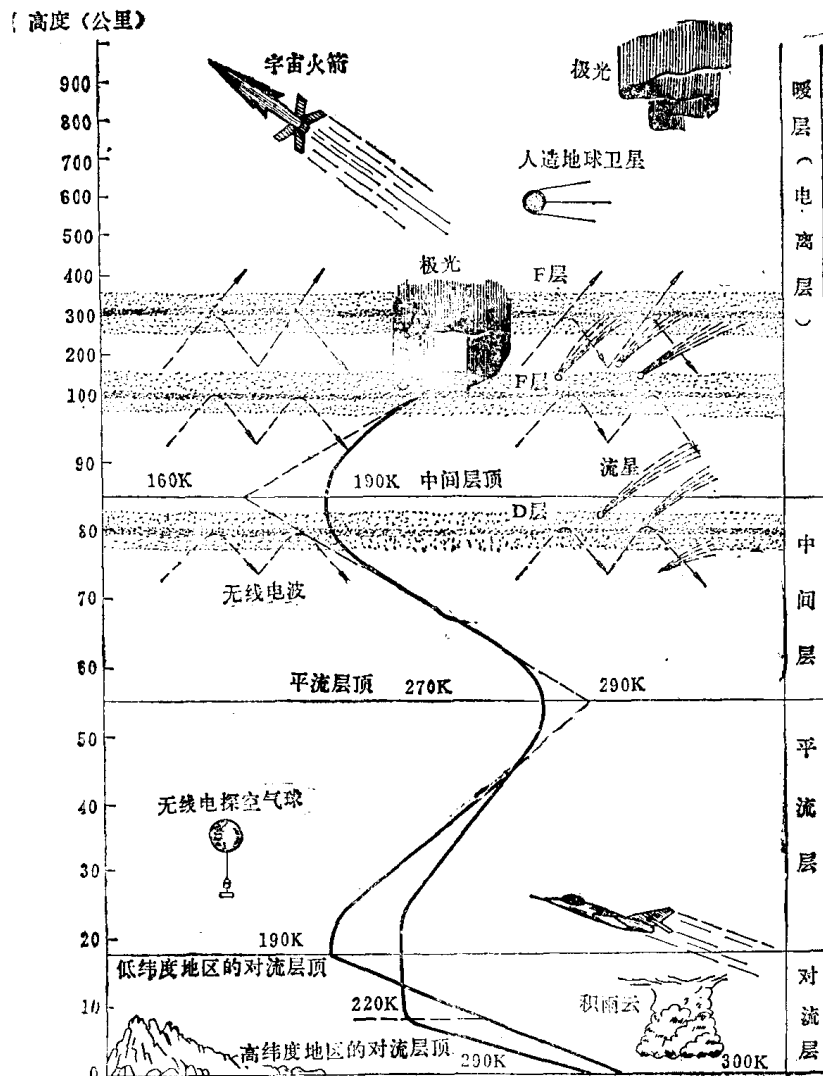 高度（公里）
宇宙火箭
极光
900
800
人造地球卫星
700
600
500
极光
F层
400
300
200
F层
100
90
160K
190K
中间层顶
流星
D层
80
无线电波
70
60
平流层顶
270K
290K
50
无线电探空气球
40
30
20
190K
低纬度地区的对流层顶
220K
积雨云
10
高纬度地区的对流层顶
290K
300K
0
暖层（电离层）
中间层
平流层
对流层